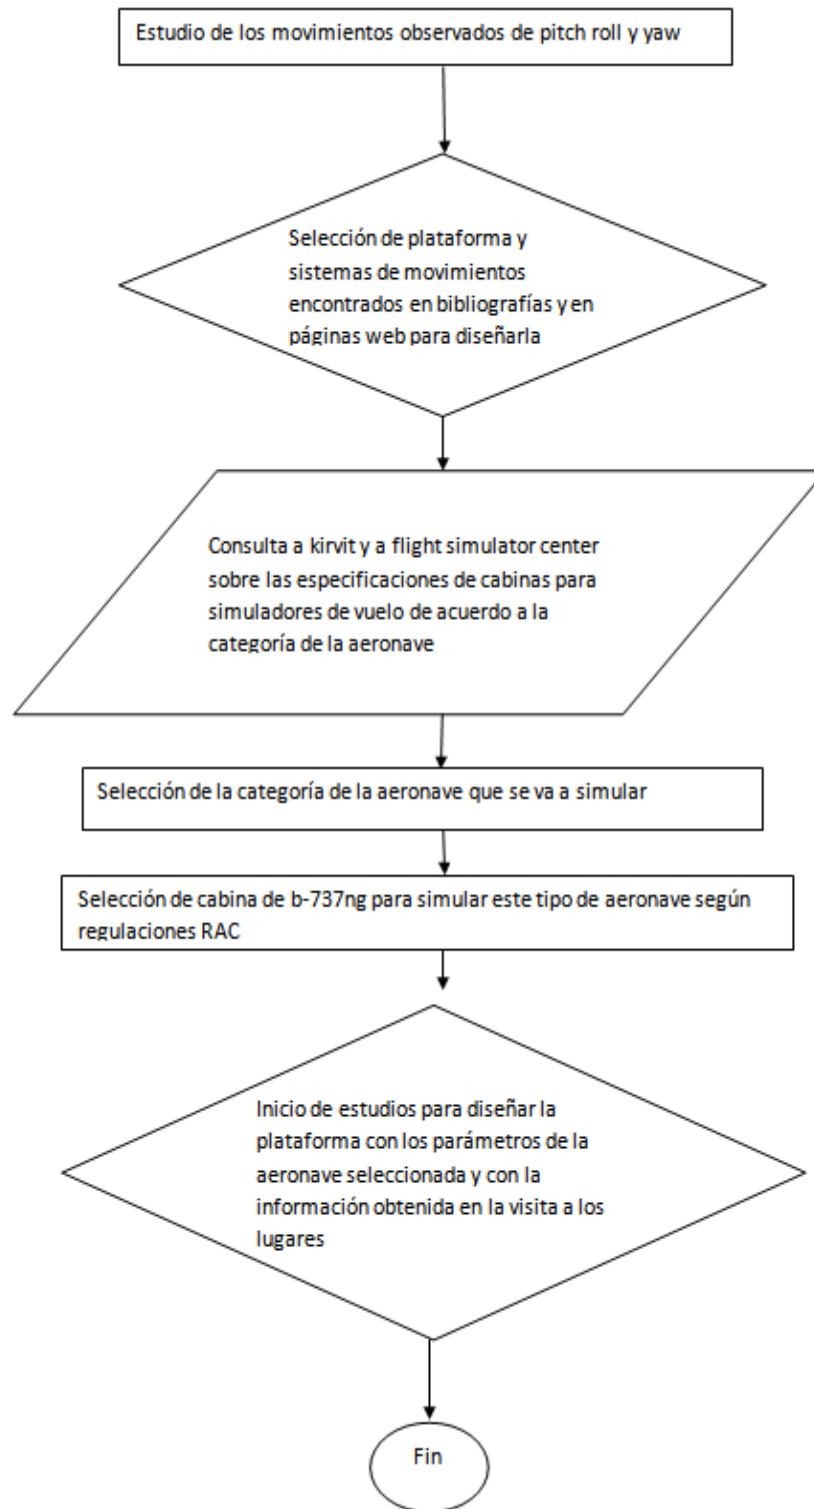 Estudio de los movimientos observados de pitch roll y yaw
Selección de plataforma y
sistemas de movimientos
encontrados en bibliografías y en
páginas web para diseñarla
Consulta a kirvit y a flight simulator center
sobre las especificaciones de cabinas para
simuladores de vuelo de acuerdo a la
categoría de la aeronave
Selección de la categoría de la aeronave que se va a simular
Selección de cabina de b-737ng para simular este tipo de aeronave según
regulaciones RAC
Inicio de estudios para diseñar la
plataforma con los parámetros de la
aeronave seleccionada y con la
información obtenida en la visita a los
lugares
Fin